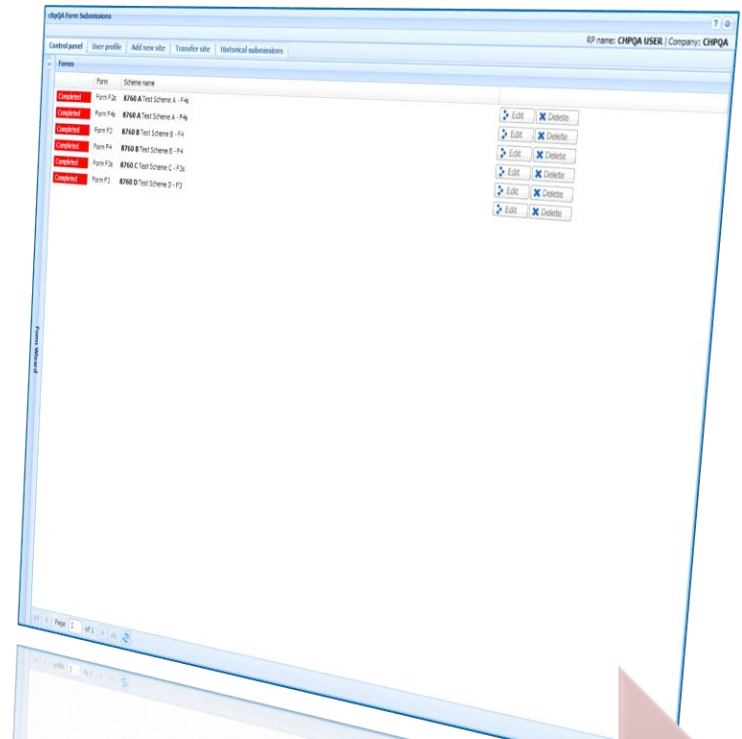 chpQA Form Submissions
RP name: CHPQA USER | Company: CHPQA
Control panel User profile Add new site Transfer site Historical submissions
Forms
Form Scheme name
Completed Form F2s 8760 A Test Scheme A - F4s Edit Delete
Completed Form F4s 8760 A Test Scheme A - F4s Edit Delete
Completed Form F2 8760 B Test Scheme B - F4 Edit Delete
Completed Form F4 8760 B Test Scheme B - F4 Edit Delete
Completed Form F3s 8760 C Test Scheme C - F3s Edit Delete
Completed Form F3 8760 D Test Scheme D - F3 Edit Delete
Form Wizard
Page 1 of 1